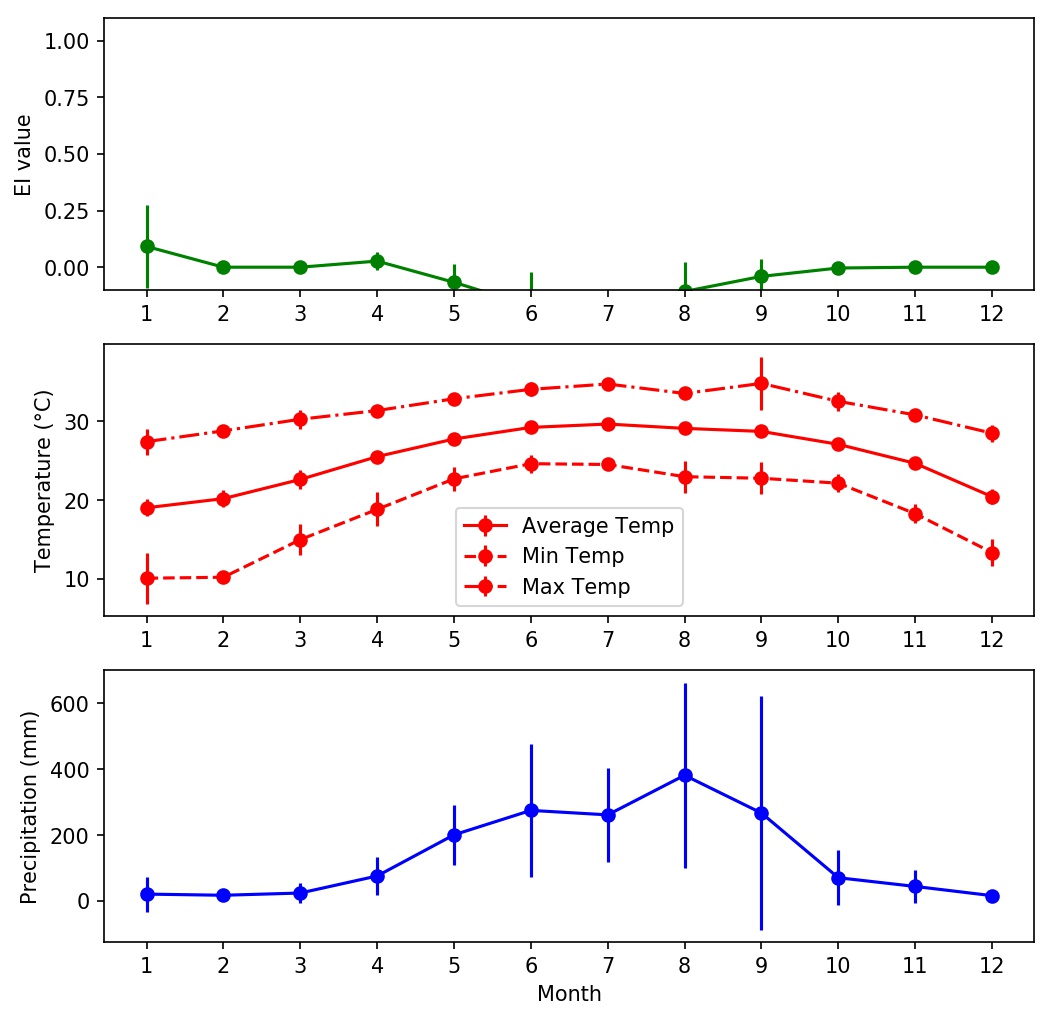 EI value
1.00
0.75
0.50
0.25
0.00
1 2 3 4 5 6 7 8 9 10 11 12
Temperature (°C)
30
20
10
Average Temp
Min Temp
Max Temp
1 2 3 4 5 6 7 8 9 10 11 12
Precipitation (mm)
600
400
200
0
1 2 3 4 5 6 7 8 9 10 11 12
Month